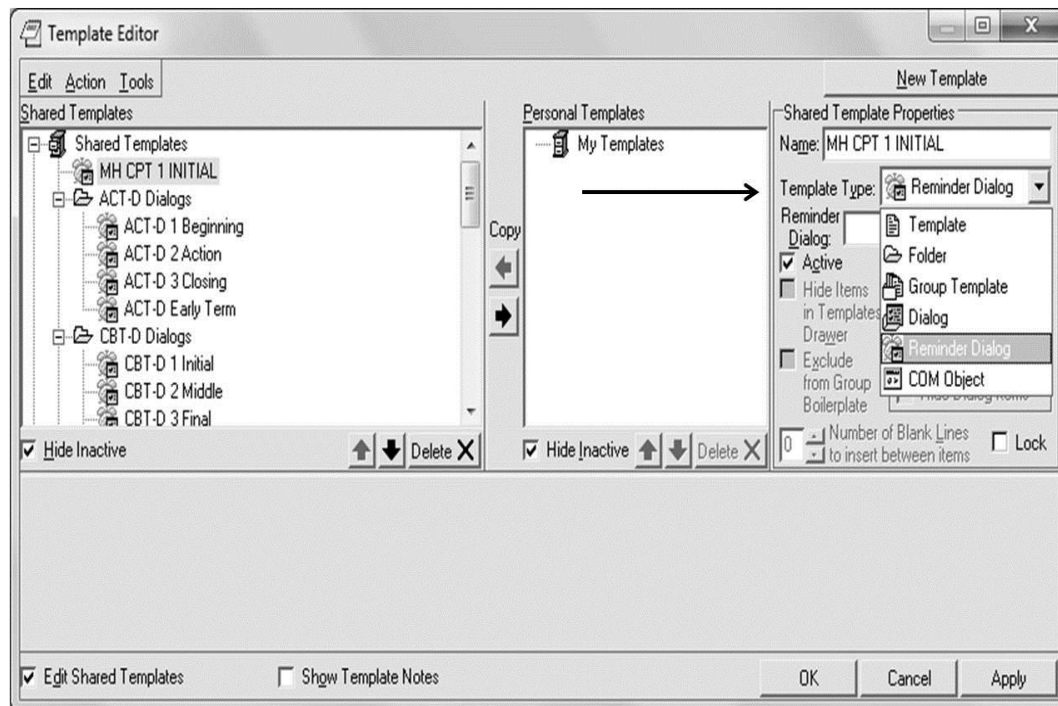 Template Editor
X
Edit Action Tools
New Template
Shared Templates
Shared Templates
MH CPT 1 INITIAL
ACT-D Dialogs
ACT-D 1 Beginning
ACT-D 2 Action
ACT-D 3 Closing
ACT-D Early Term
CBT-D Dialogs
CBT-D 1 Initial
CBT-D 2 Middle
CBT-D 3 Final
Hide Inactive
Delete X
Copy
Personal Templates
My Templates
Hide Inactive
Delete X
Shared Template Properties
Name: MH CPT 1 INITIAL
Template Type: Reminder Dialog
Reminder
Dialog:
Template
Folder
Group Template
Dialog
Reminder Dialog
COM Object
Active
Hide Items
in Templates
Drawer
Exclude
from Group
Boilerplate
0 Number of Blank Lines
to insert between items
Lock
Edit Shared Templates
Show Template Notes
OK
Cancel
Apply